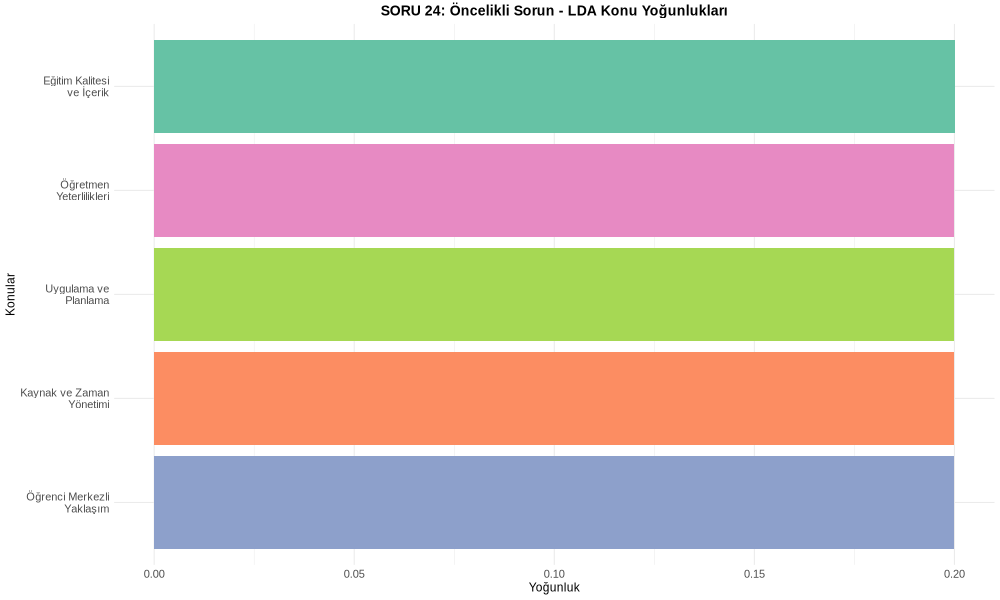 SORU 24: Öncelikli Sorun - LDA Konu Yoğunlukları
Eğitim Kalitesi
ve İçerik
Öğretmen
Yeterlilikleri
Uygulama ve
Planlama
Kaynak ve Zaman
Yönetimi
Öğrenci Merkezli
Yaklaşım
Konular
0.00 0.05 0.10 0.15 0.20
Yoğunluk